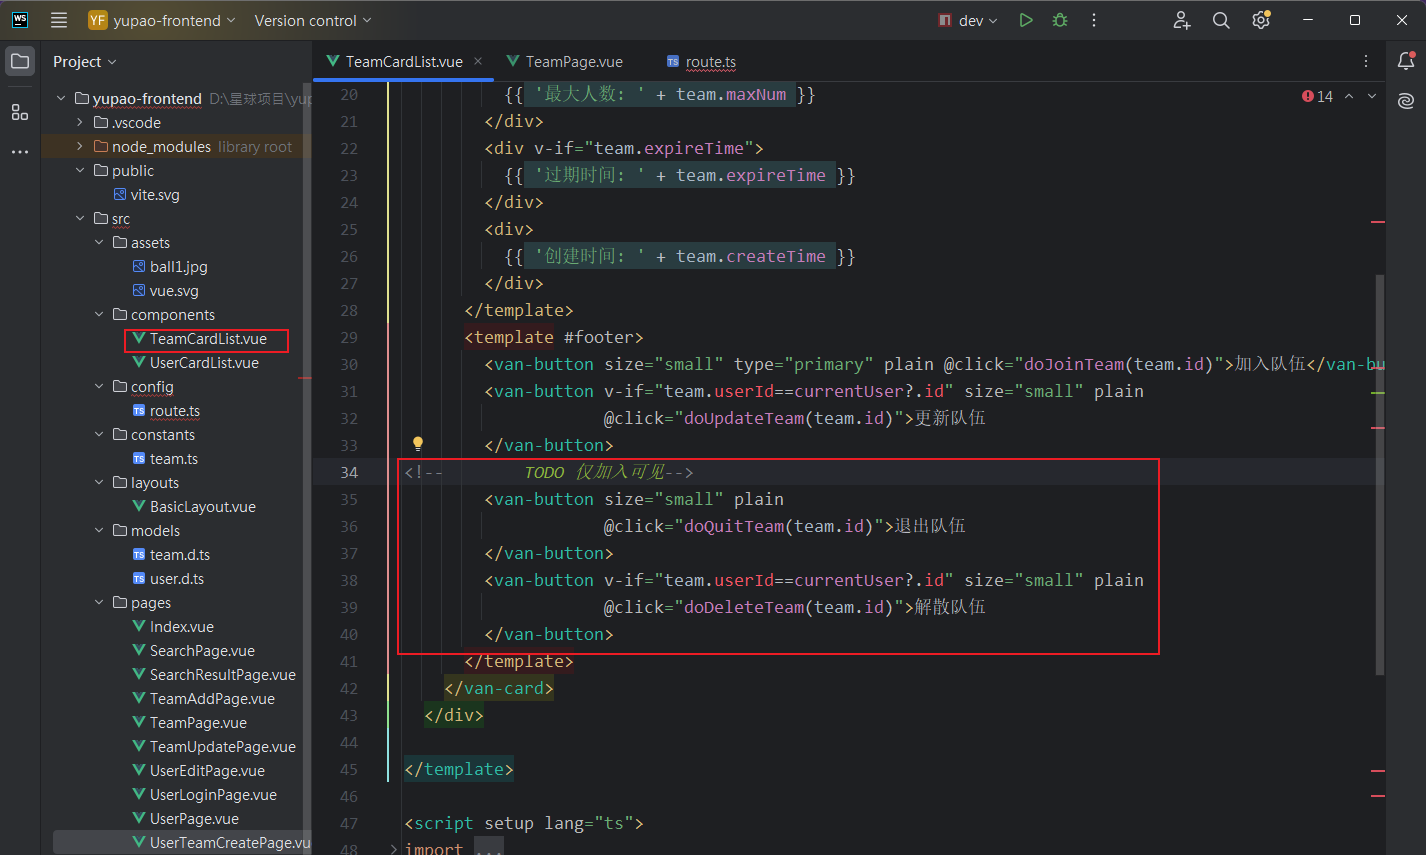 WS
YF yupao-frontend
Version control
dev
Project
yupao-frontend D:\星球项目\yup
.vscode
node_modules library root
public
vite.svg
src
assets
ball1.jpg
vue.svg
components
TeamCardList.vue
UserCardList.vue
config
TS route.ts
constants
TS team.ts
layouts
BasicLayout.vue
models
TS team.d.ts
TS user.d.ts
pages
Index.vue
SearchPage.vue
SearchResultPage.vue
TeamAddPage.vue
TeamPage.vue
TeamUpdatePage.vue
UserEditPage.vue
UserLoginPage.vue
UserPage.vue
UserTeamCreatePage.vu
TeamCardList.vue
TeamPage.vue
TS route.ts
14
20 {{ '最大人数: ' + team.maxNum }}
21 </div>
22 <div v-if="team.expireTime">
23 {{ '过期时间: ' + team.expireTime }}
24 </div>
25 <div>
26 {{ '创建时间: ' + team.createTime }}
27 </div>
28 </template>
29 <template #footer>
30 <van-button size="small" type="primary" plain @click="doJoinTeam(team.id)">加入队伍</van-bu
31 <van-button v-if="team.userId==currentUser?.id" size="small" plain
32 @click="doUpdateTeam(team.id)">更新队伍
33 </van-button>
34 <!-- TODO 仅加入可见-->
35 <van-button size="small" plain
36 @click="doQuitTeam(team.id)">退出队伍
37 </van-button>
38 <van-button v-if="team.userId==currentUser?.id" size="small" plain
39 @click="doDeleteTeam(team.id)">解散队伍
40 </van-button>
41 </template>
42 </van-card>
43 </div>
44
45 </template>
46
47 <script setup lang="ts">
48 import ...